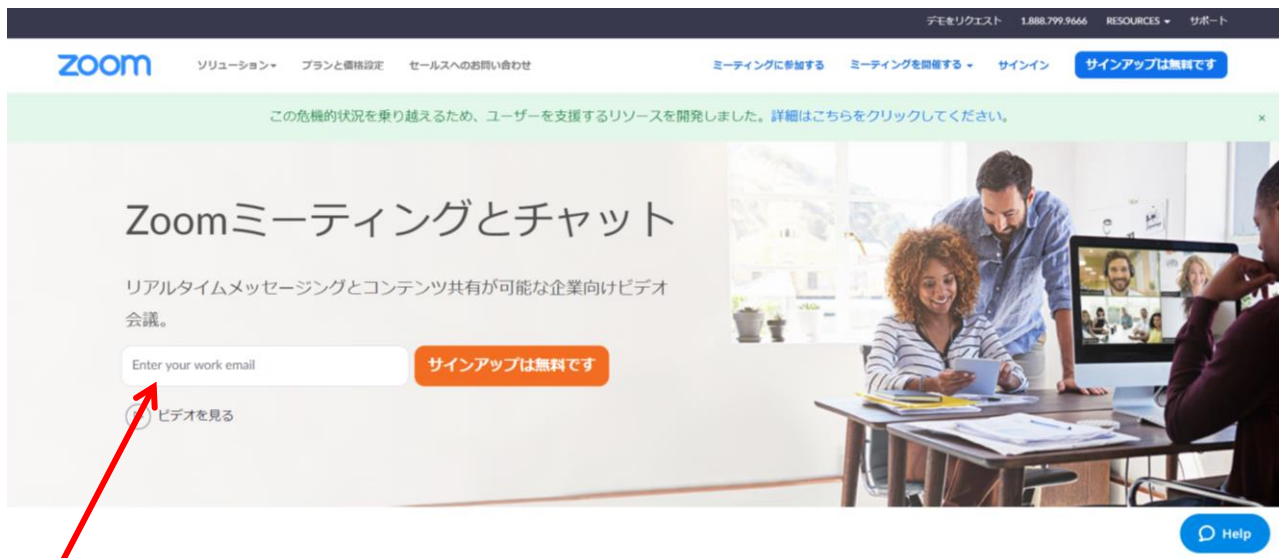 デモをリクエスト 1.888.799.9666 RESOURCES サポート
zoom ソリューション プランと価格設定 セールスへのお問い合わせ ミーティングに参加する ミーティングを開催する サインイン サインアップは無料です
この危機的状況を乗り越えるため、ユーザーを支援するリソースを開発しました。詳細はこちらをクリックしてください。 ×
Zoomミーティングとチャット
リアルタイムメッセージングとコンテンツ共有が可能な企業向けビデオ
会議。
Enter your work email サインアップは無料です
ビデオを見る
Help